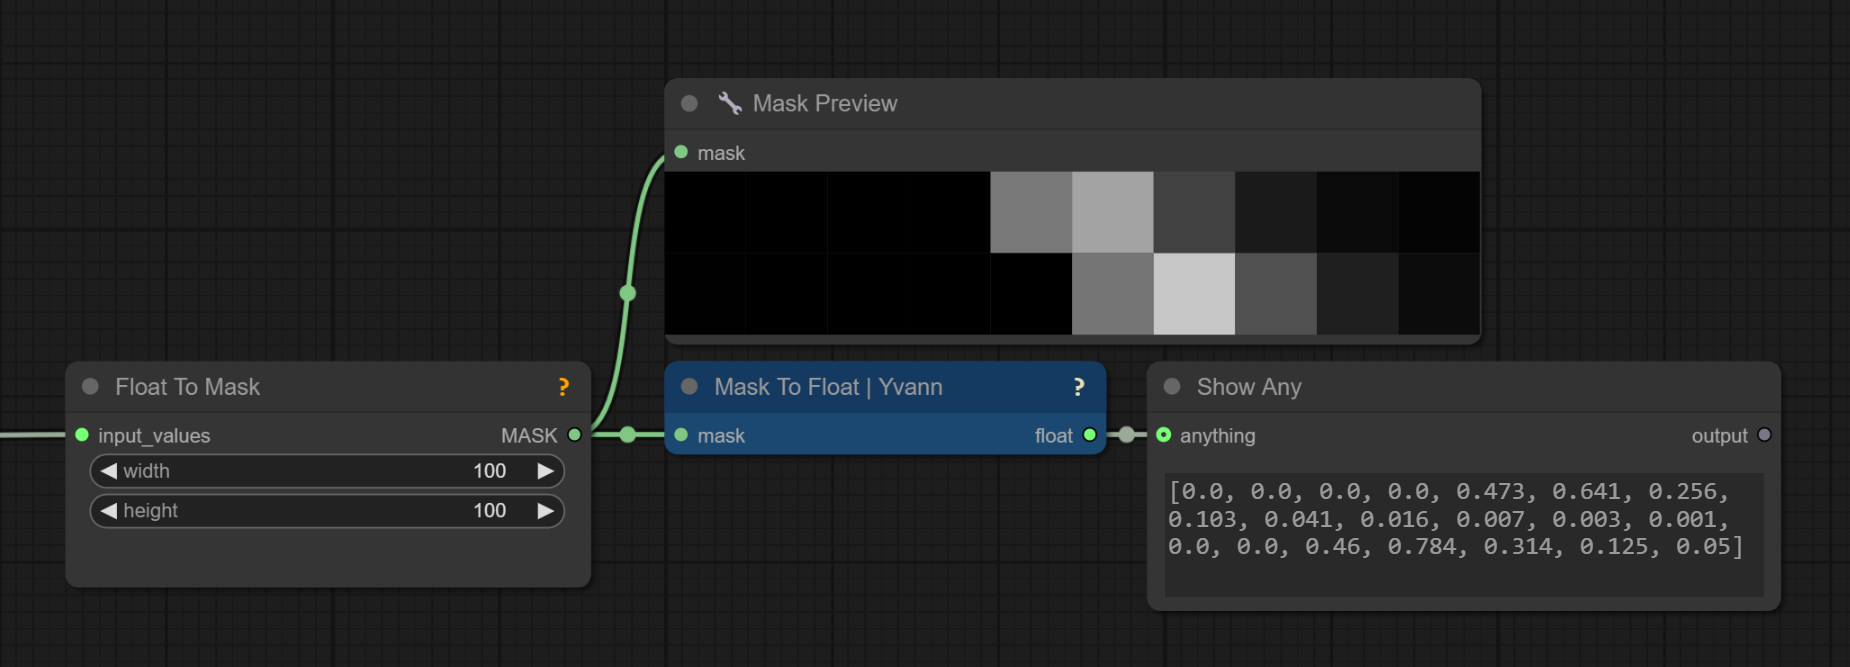 Mask Preview
mask
Float To Mask ?
input_values MASK
width 100
height 100
Mask To Float | Yvann ?
mask float
Show Any
anything output
[0.0, 0.0, 0.0, 0.0, 0.473, 0.641, 0.256,
0.103, 0.041, 0.016, 0.007, 0.003, 0.001,
0.0, 0.0, 0.46, 0.784, 0.314, 0.125, 0.05]